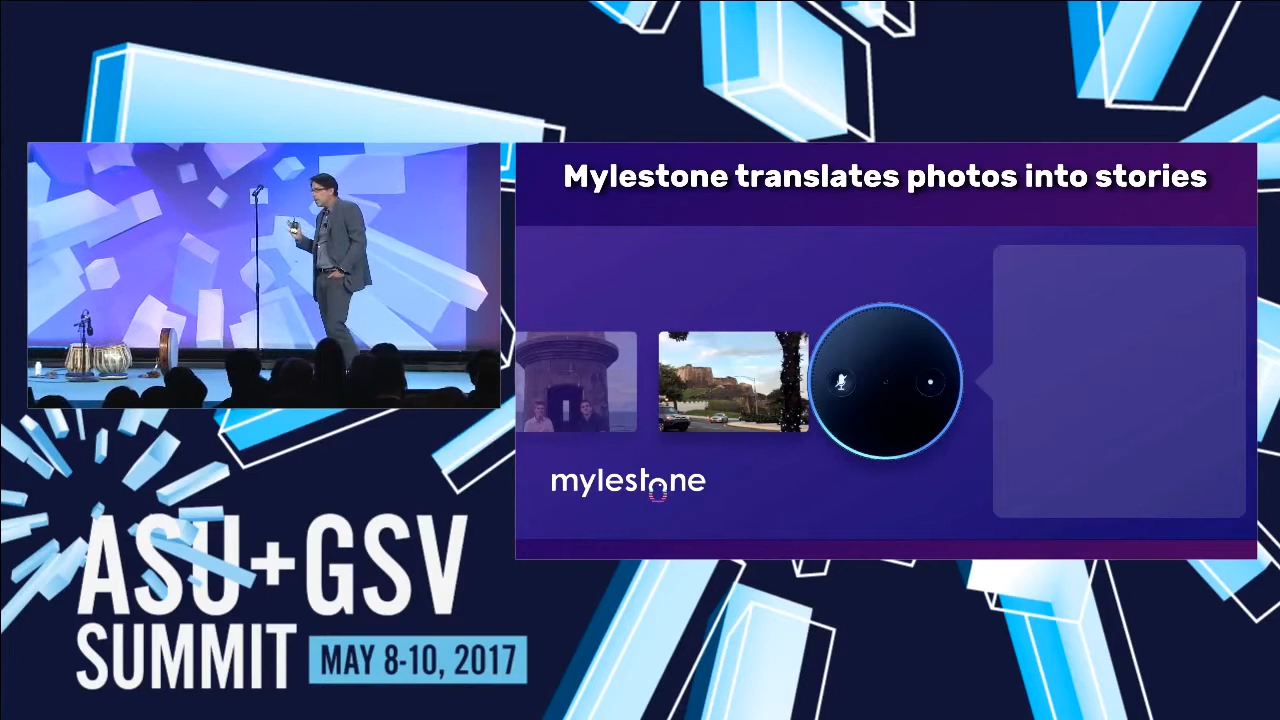 Mylestone translates photos into stories
mylestone
ASU+GSV
SUMMIT
MAY 8-10, 2017